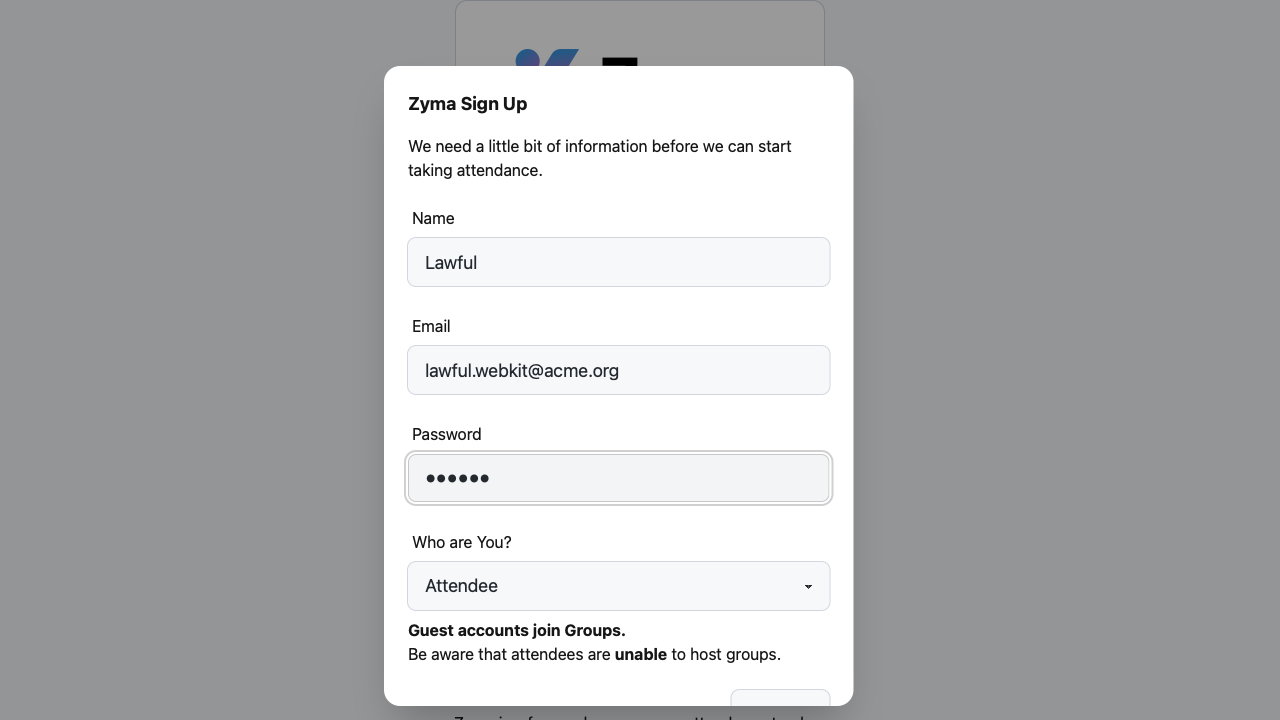 Zyma Sign Up
We need a little bit of information before we can start
taking attendance.
Name
Lawful
Email
lawful.webkit@acme.org
Password
••••••
Who are You?
Attendee
Guest accounts join Groups.
Be aware that attendees are unable to host groups.